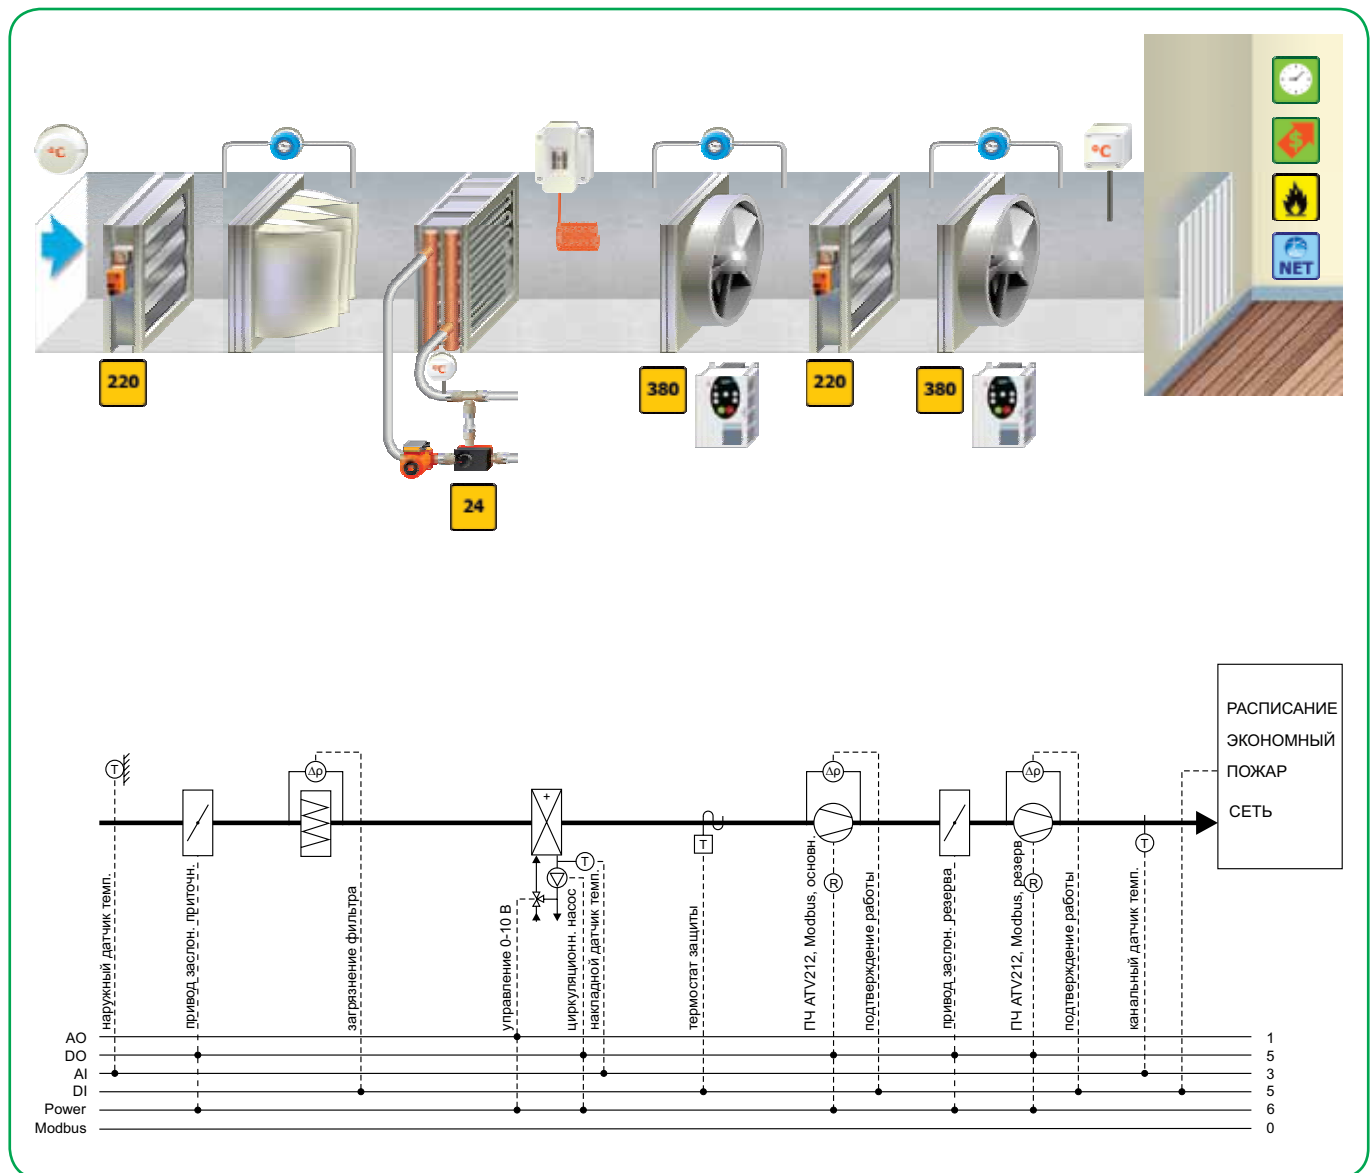 °C
220
°C
24
380
220
380
°C
$
NET
РАСПИСАНИЕ
ЭКОНОМНЫЙ
ПОЖАР
СЕТЬ
T
Δρ
+
T
T
Δρ
R
Δρ
R
T
наружный датчик темп.
привод заслон. приточн.
загрязнение фильтра
управление 0-10 В
циркуляционн. насос
накладной датчик темп.
термостат защиты
ПЧ ATV212, Modbus, основн.
подтверждение работы
привод заслон. резерва
ПЧ ATV212, Modbus, резерв
подтверждение работы
канальный датчик темп.
AO 1
DO 5
AI 3
DI 5
Power 6
Modbus 0